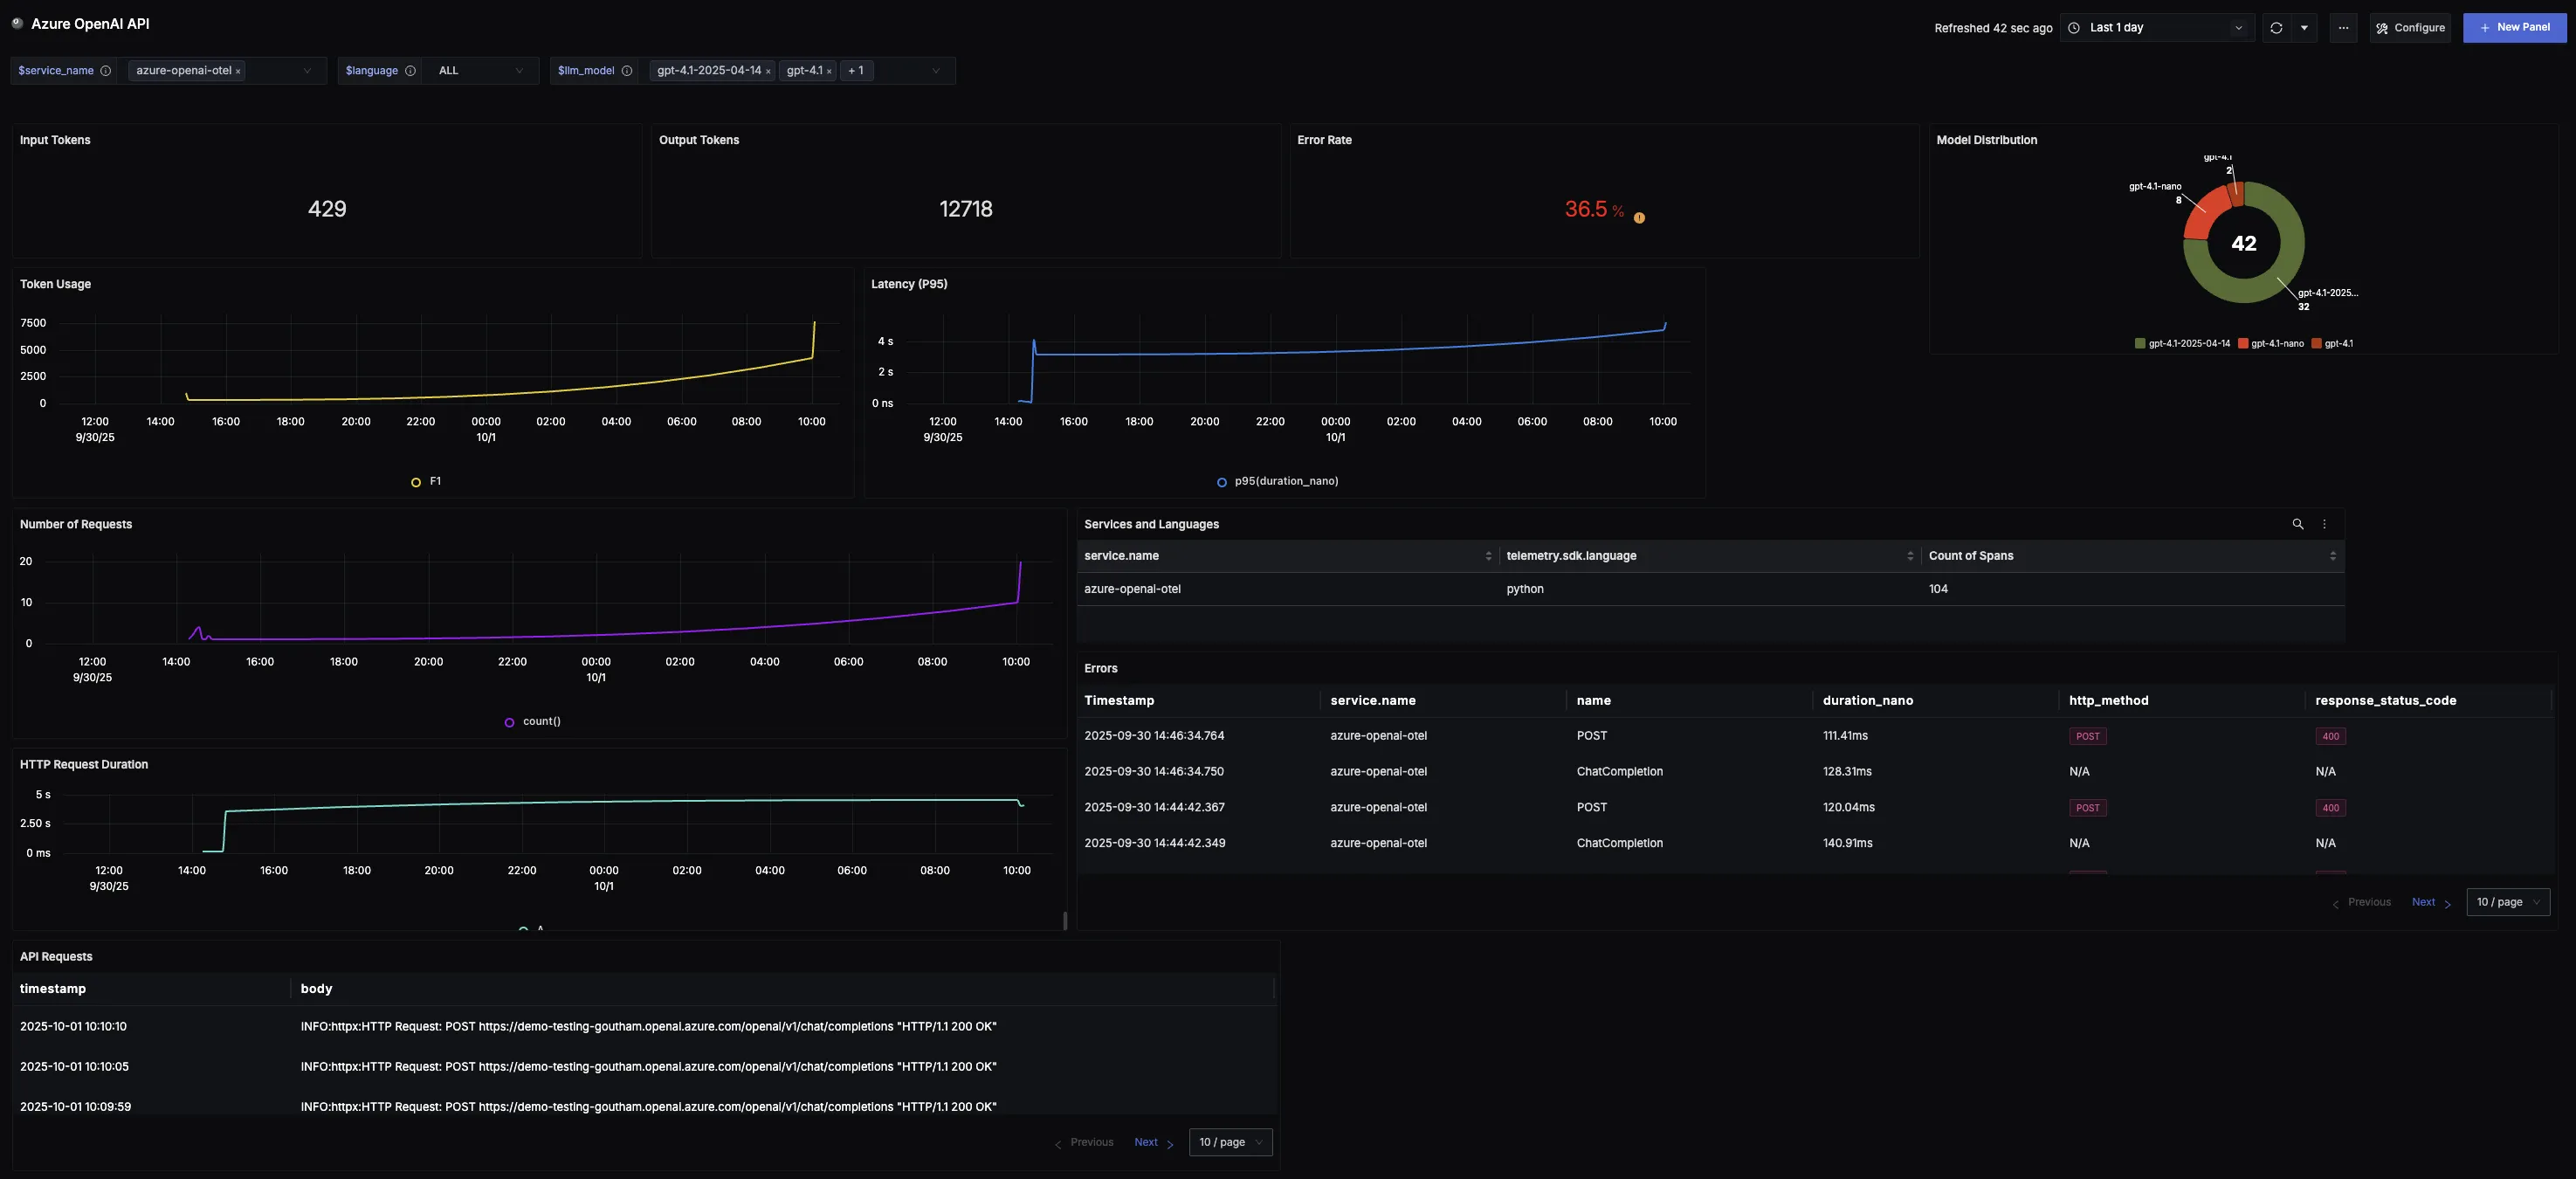 Azure OpenAI API
Refreshed 42 sec ago
Last 1 day
Configure
+ New Panel
$service_name
azure-openai-otel ×
$language
ALL
$llm_model
gpt-4.1-2025-04-14 ×
gpt-4.1 ×
+ 1
Input Tokens
429
Output Tokens
12718
Error Rate
36.5 %
Model Distribution
gpt-4.1
2
gpt-4.1-nano
8
42
gpt-4.1-2025...
32
gpt-4.1-2025-04-14 gpt-4.1-nano gpt-4.1
Token Usage
7500
5000
2500
0
12:00 14:00 16:00 18:00 20:00 22:00 00:00 02:00 04:00 06:00 08:00 10:00
9/30/25 10/1
F1
Latency (P95)
4 s
2 s
0 ns
12:00 14:00 16:00 18:00 20:00 22:00 00:00 02:00 04:00 06:00 08:00 10:00
9/30/25 10/1
p95(duration_nano)
Number of Requests
20
10
0
12:00 14:00 16:00 18:00 20:00 22:00 00:00 02:00 04:00 06:00 08:00 10:00
9/30/25 10/1
count()
Services and Languages
service.name telemetry.sdk.language Count of Spans
azure-openai-otel python 104
Errors
Timestamp service.name name duration_nano http_method response_status_code
2025-09-30 14:46:34.764 azure-openai-otel POST 111.41ms POST 400
2025-09-30 14:46:34.750 azure-openai-otel ChatCompletion 128.31ms N/A N/A
2025-09-30 14:44:42.367 azure-openai-otel POST 120.04ms POST 400
2025-09-30 14:44:42.349 azure-openai-otel ChatCompletion 140.91ms N/A N/A
Previous Next 10 / page
HTTP Request Duration
5 s
2.50 s
0 ms
12:00 14:00 16:00 18:00 20:00 22:00 00:00 02:00 04:00 06:00 08:00 10:00
9/30/25 10/1
API Requests
timestamp body
2025-10-01 10:10:10 INFO:httpx:HTTP Request: POST https://demo-testing-goutham.openai.azure.com/openai/v1/chat/completions "HTTP/1.1 200 OK"
2025-10-01 10:10:05 INFO:httpx:HTTP Request: POST https://demo-testing-goutham.openai.azure.com/openai/v1/chat/completions "HTTP/1.1 200 OK"
2025-10-01 10:09:59 INFO:httpx:HTTP Request: POST https://demo-testing-goutham.openai.azure.com/openai/v1/chat/completions "HTTP/1.1 200 OK"
Previous Next 10 / page